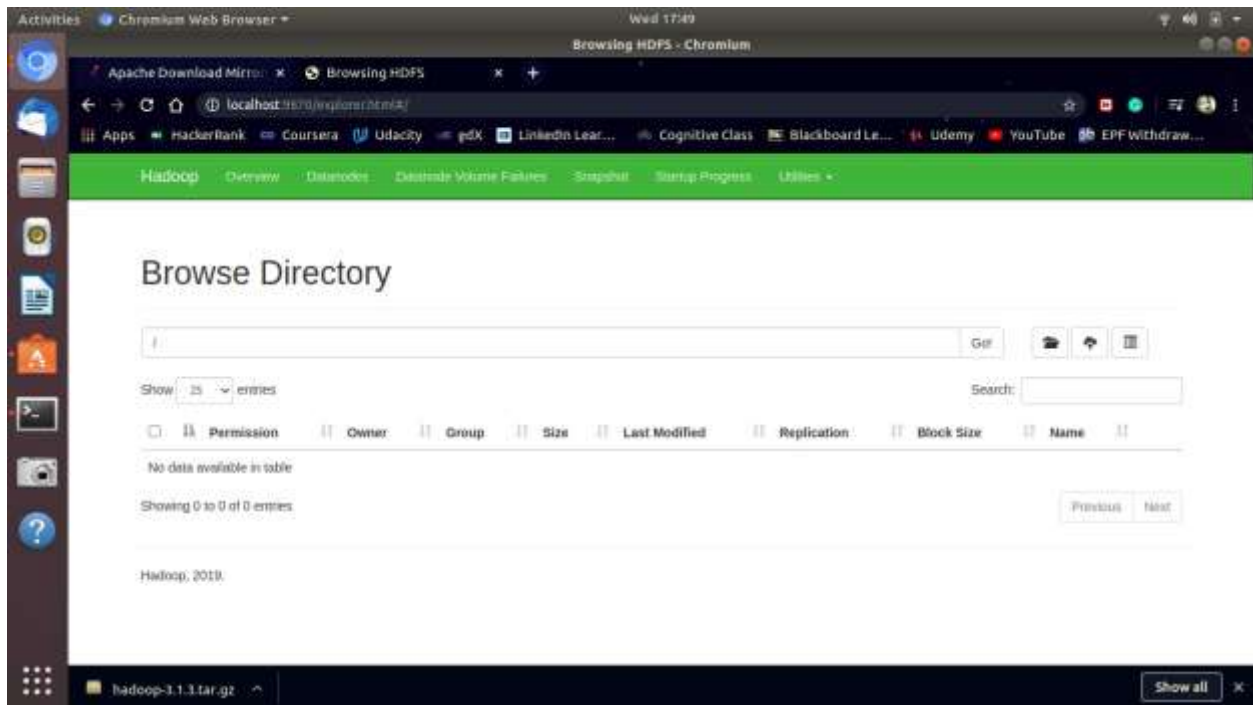 Activities Chromium Web Browser Wed 17:49
Browsing HDFS - Chromium
Apache Download Mirro Browsing HDFS
localhost:9870/explorer.html#/
Apps HackerRank Coursera Udacity edX LinkedIn Lear... Cognitive Class Blackboard Le... Udemy YouTube EPF Withdraw...
Hadoop Overview Datanodes Datanode Volume Failures Snapshot Startup Progress Utilities
Browse Directory
/ Go!
Show 25 entries Search:
Permission Owner Group Size Last Modified Replication Block Size Name
No data available in table
Showing 0 to 0 of 0 entries Previous Next
Hadoop, 2019.
hadoop-3.1.3.tar.gz Show all